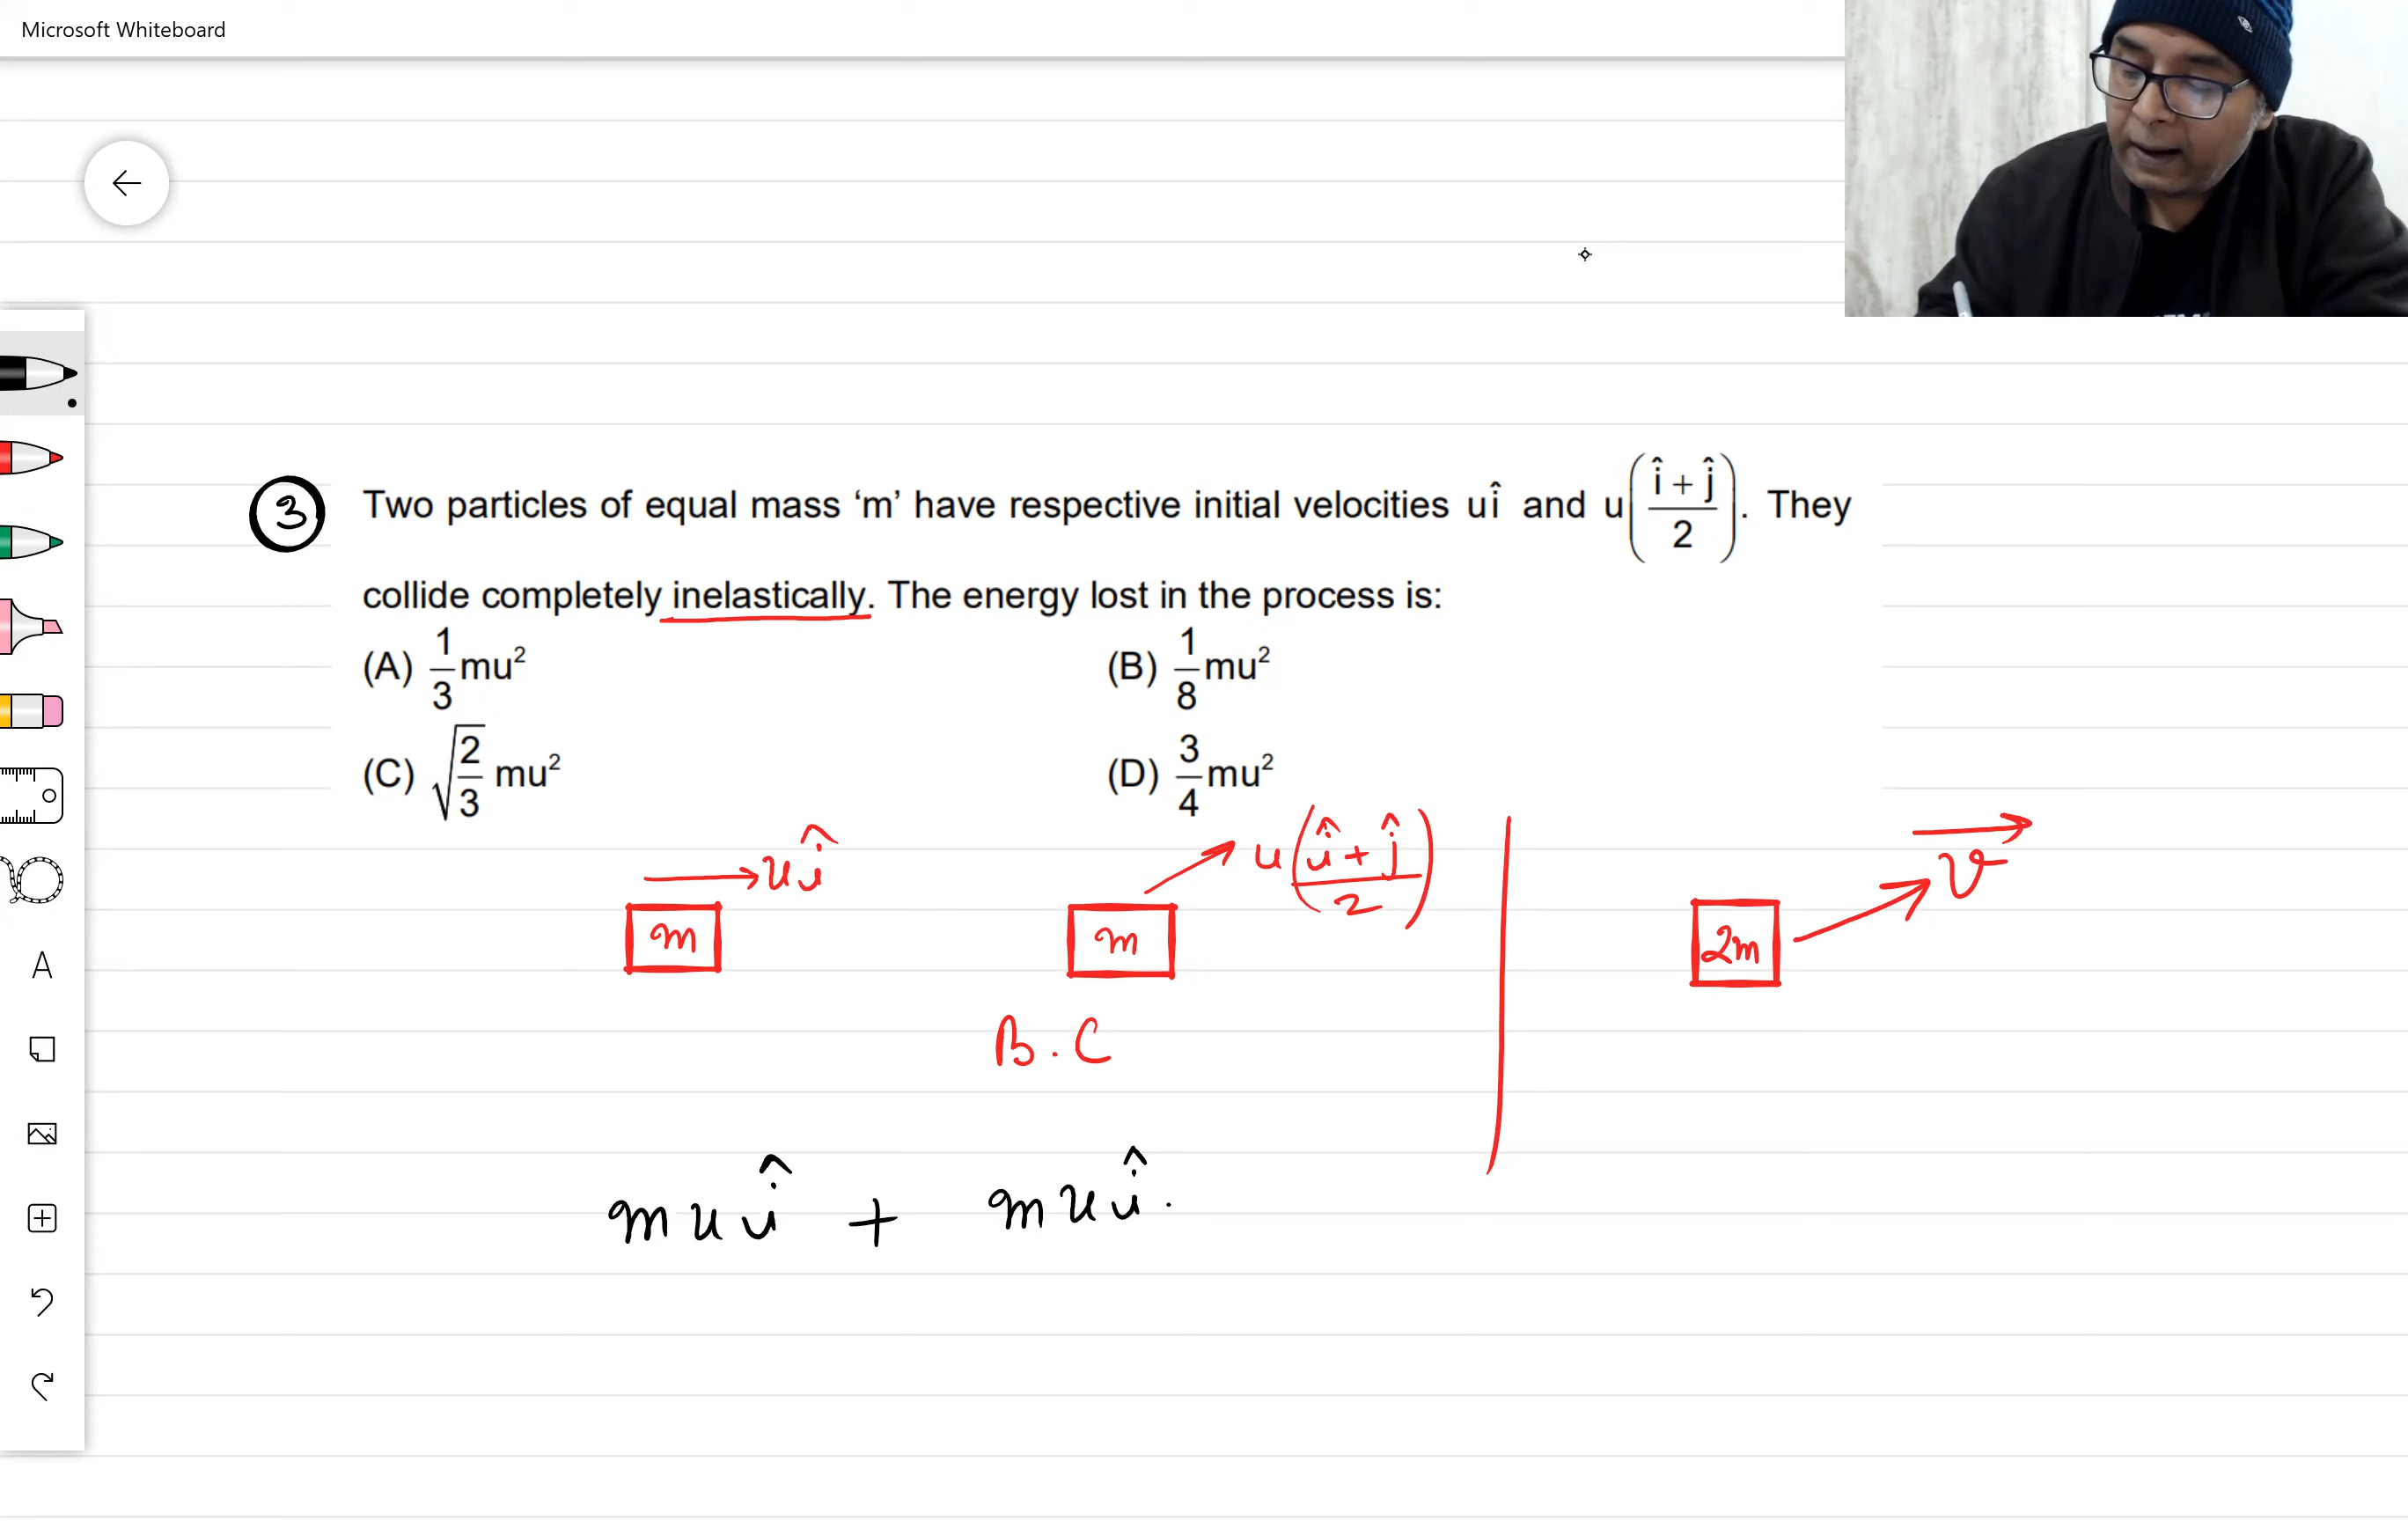 Microsoft Whiteboard
③ Two particles of equal mass ‘m’ have respective initial velocities uî and u((î + ĵ)/2). They
collide completely inelastically. The energy lost in the process is:
(A) 1/3 mu² (B) 1/8 mu²
(C) √(2/3) mu² (D) 3/4 mu²
uî u((î + ĵ)/2) v⃗
m m 2m
B.C
m u î + m u î .
A